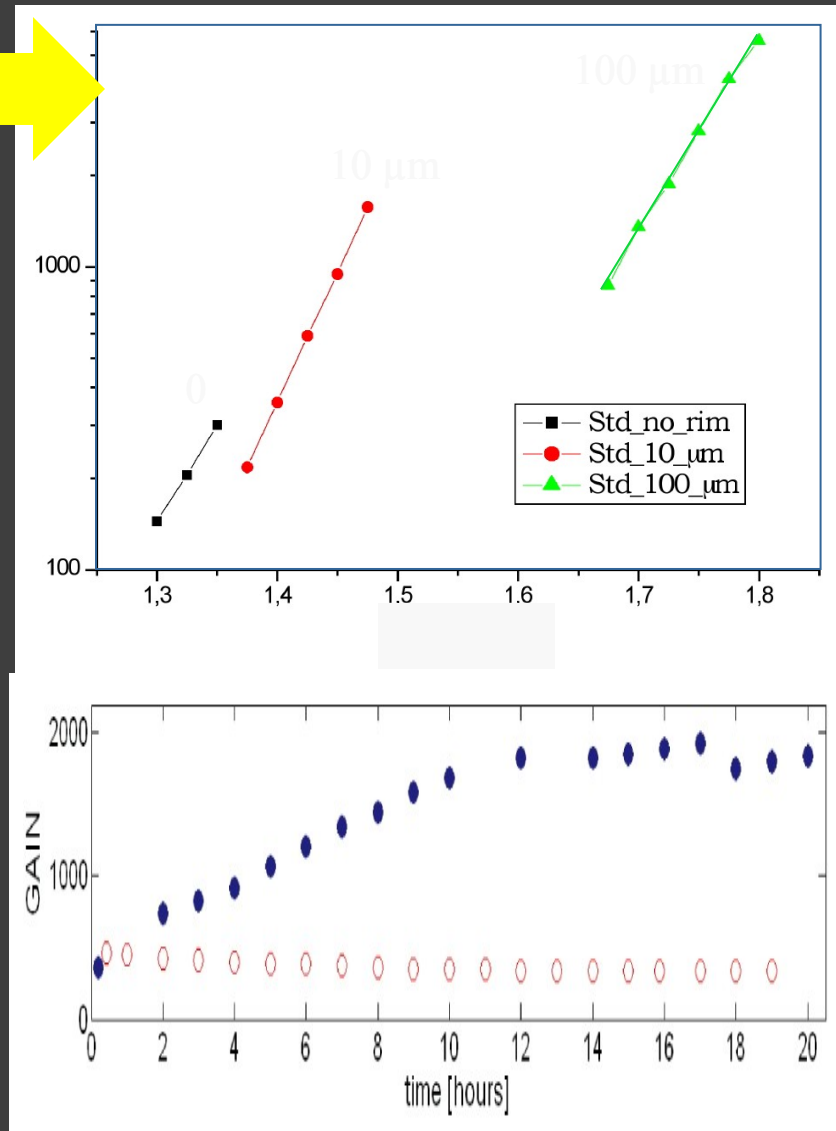 100 µm
10 µm
1000
0
Std_no_rim
Std_10_µm
Std_100_µm
100
1,3 1,4 1.5 1.6 1,7 1,8
2000
GAIN
1000
0
0 2 4 6 8 10 12 14 16 18 20
time [hours]